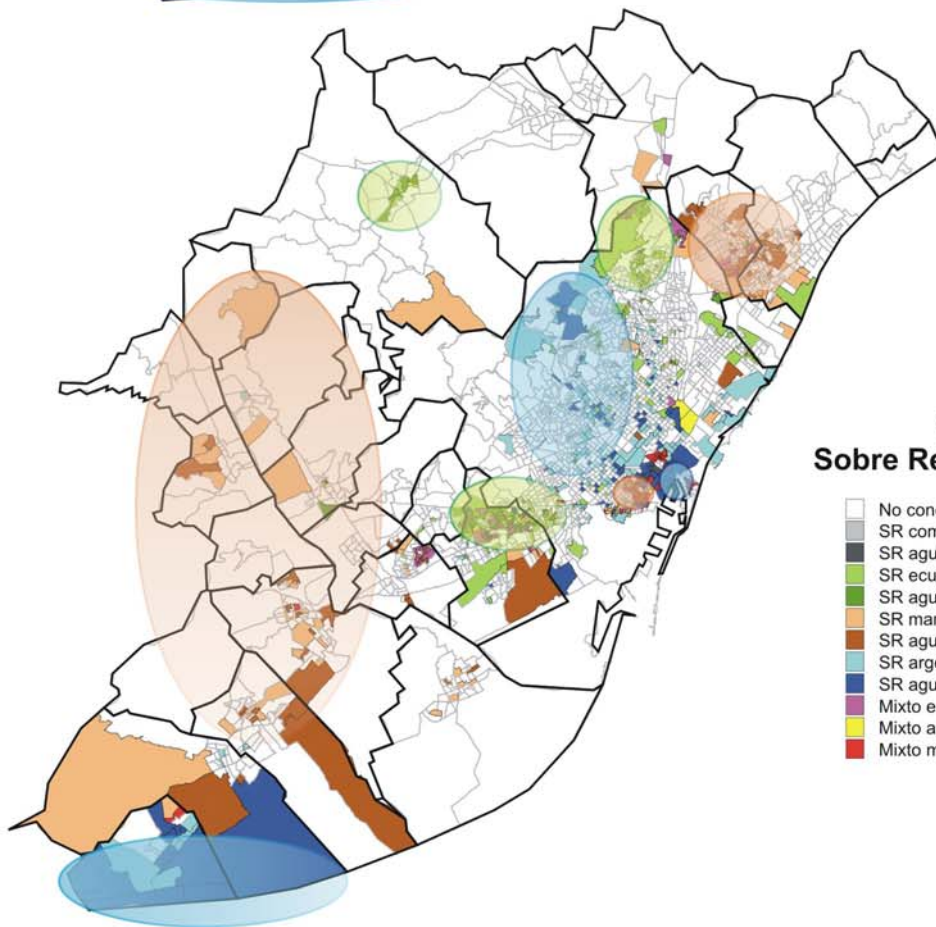 Sobre Re
No cono
SR com
SR agu
SR ecu
SR agu
SR mar
SR agu
SR arg
SR agu
Mixto e
Mixto a
Mixto m